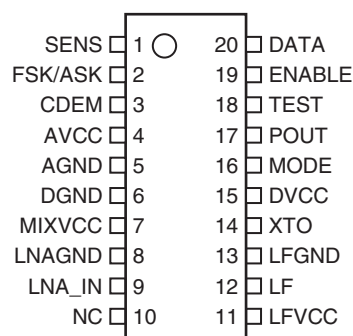 SENS 1 20 DATA
FSK/ASK 2 19 ENABLE
CDEM 3 18 TEST
AVCC 4 17 POUT
AGND 5 16 MODE
DGND 6 15 DVCC
MIXVCC 7 14 XTO
LNAGND 8 13 LFGND
LNA_IN 9 12 LF
NC 10 11 LFVCC